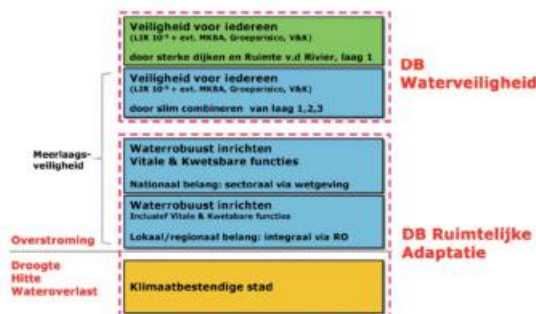 Veiligheid voor iedereen
(LIR 10⁻⁵ + evt. MKBA, Groepsrisico, V&K)
door sterke dijken en Ruimte v.d Rivier, laag 1
Veiligheid voor iedereen
(LIR 10⁻⁵ + evt. MKBA, Groepsrisico, V&K)
door slim combineren van laag 1,2,3
DB
Waterveiligheid
Meerlaags-
veiligheid
Waterrobuust inrichten
Vitale & Kwetsbare functies
Nationaal belang: sectoraal via wetgeving
Waterrobuust inrichten
Inclusief Vitale & Kwetsbare functies
Lokaal/regionaal belang: integraal via RO
DB Ruimtelijke
Adaptatie
Overstroming
Droogte
Hitte
Wateroverlast
Klimaatbestendige stad